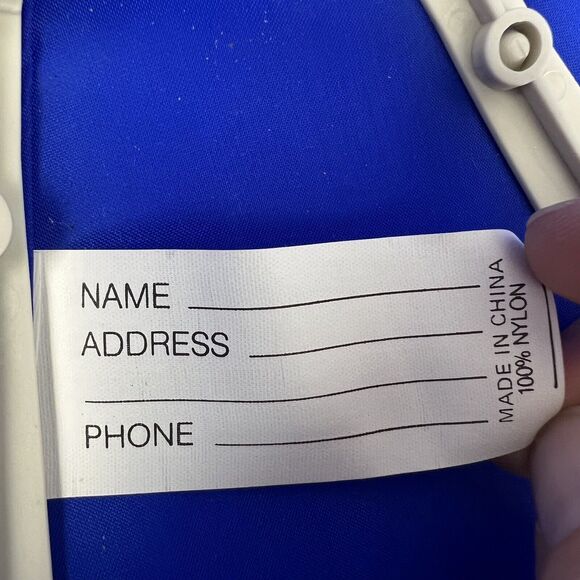 NAME
ADDRESS
PHONE
MADE IN CHINA
100% NYLON